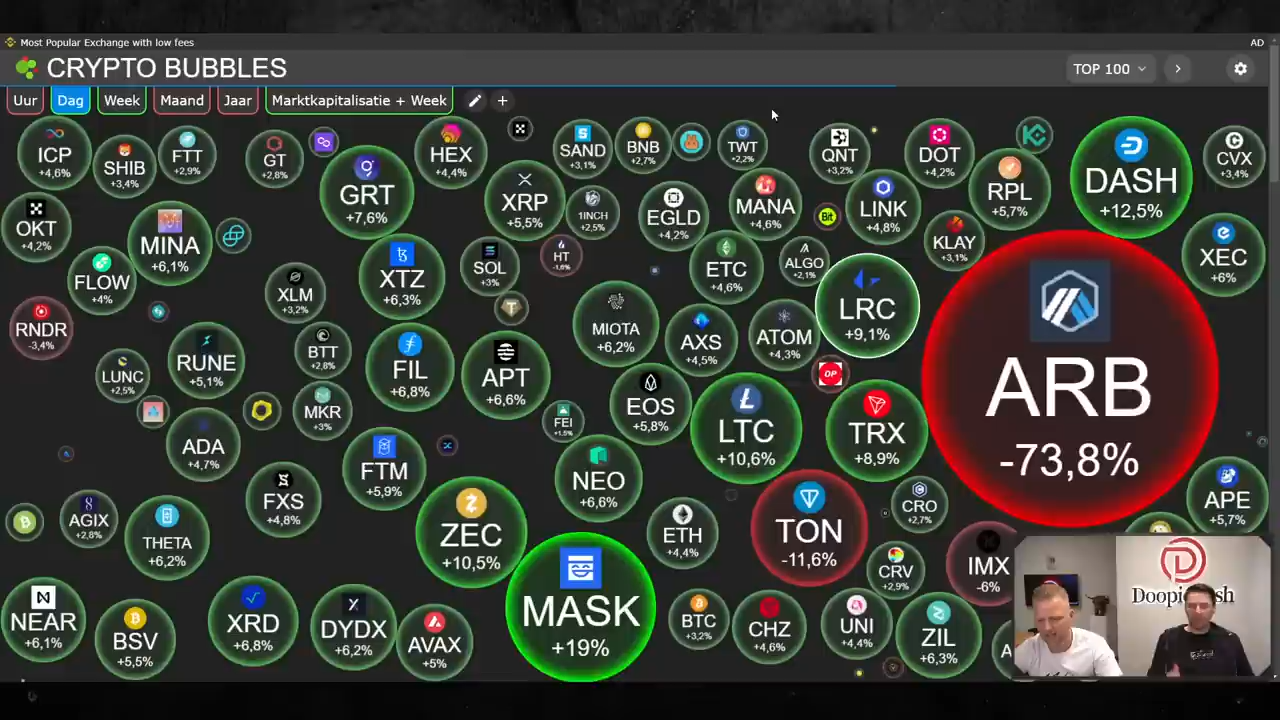 Most Popular Exchange with low fees
AD
CRYPTO BUBBLES
TOP 100
Uur
Dag
Week
Maand
Jaar
Marktkapitalisatie + Week
ICP
+4,6%
SHIB
+3,4%
FTT
+2,9%
GT
+2,8%
GRT
+7,6%
HEX
+4,4%
XRP
+5,5%
SAND
+3,1%
BNB
+2,7%
TWT
+2,2%
QNT
+3,2%
DOT
+4,2%
RPL
+5,7%
DASH
+12,5%
CVX
+3,4%
OKT
+4,2%
MINA
+6,1%
1INCH
+2,5%
EGLD
+4,2%
MANA
+4,6%
Bit
LINK
+4,8%
KLAY
+3,1%
XEC
+6%
FLOW
+4%
XLM
+3,2%
XTZ
+6,3%
SOL
+3%
HT
-1,6%
ETC
+4,6%
ALGO
+2,1%
LRC
+9,1%
RNDR
-3,4%
RUNE
+5,1%
BTT
+2,8%
FIL
+6,8%
APT
+6,6%
MIOTA
+6,2%
AXS
+4,5%
ATOM
+4,3%
OP
ARB
-73,8%
LUNC
+2,5%
MKR
+3%
FEI
+1,5%
EOS
+5,8%
LTC
+10,6%
TRX
+8,9%
ADA
+4,7%
FTM
+5,9%
NEO
+6,6%
FXS
+4,8%
ZEC
+10,5%
ETH
+4,4%
TON
-11,6%
CRO
+2,7%
APE
+5,7%
AGIX
+2,8%
THETA
+6,2%
CRV
+2,9%
IMX
-6%
NEAR
+6,1%
BSV
+5,5%
XRD
+6,8%
DYDX
+6,2%
AVAX
+5%
MASK
+19%
BTC
+3,2%
CHZ
+4,6%
UNI
+4,4%
ZIL
+6,3%